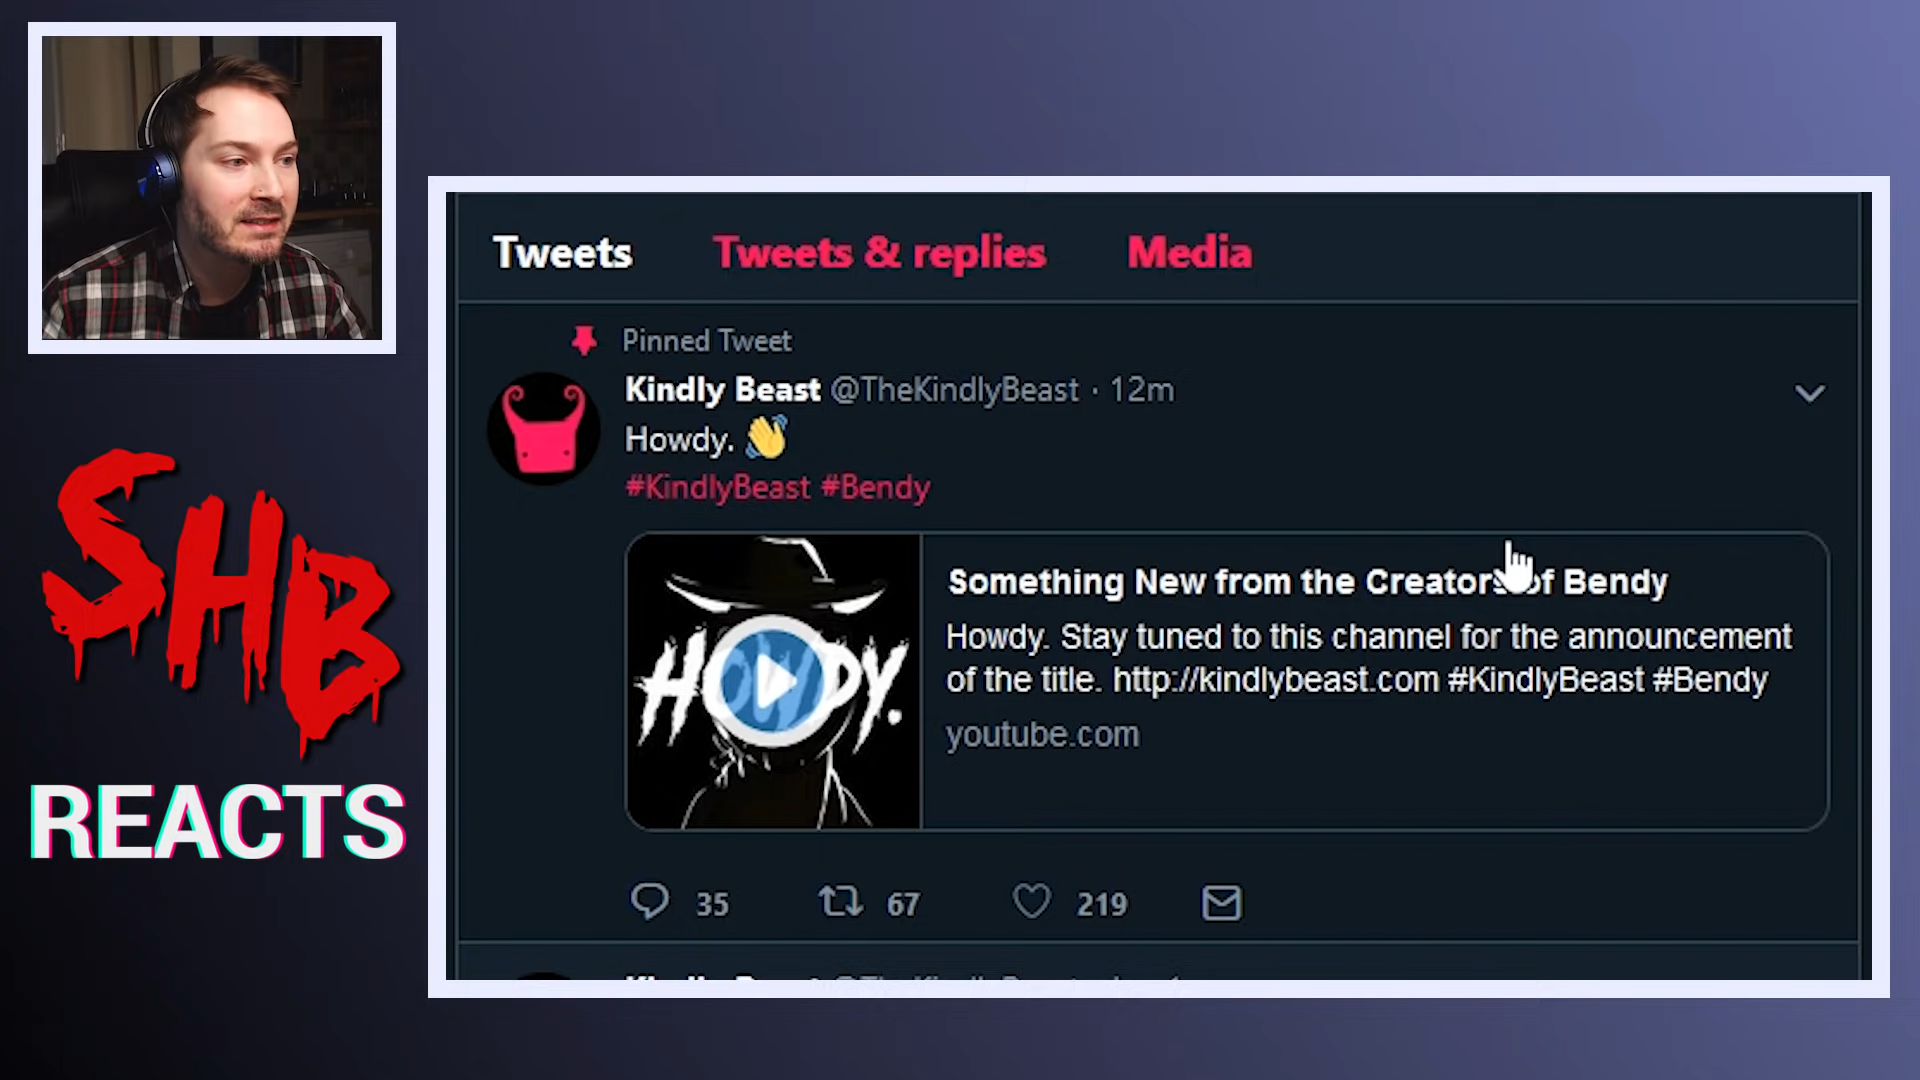 Tweets Tweets & replies Media
Pinned Tweet
Kindly Beast @TheKindlyBeast · 12m
Howdy. 👋
#KindlyBeast #Bendy
HOWDY.
Something New from the Creators of Bendy
Howdy. Stay tuned to this channel for the announcement
of the title. http://kindlybeast.com #KindlyBeast #Bendy
youtube.com
35 67 219
SHB
REACTS